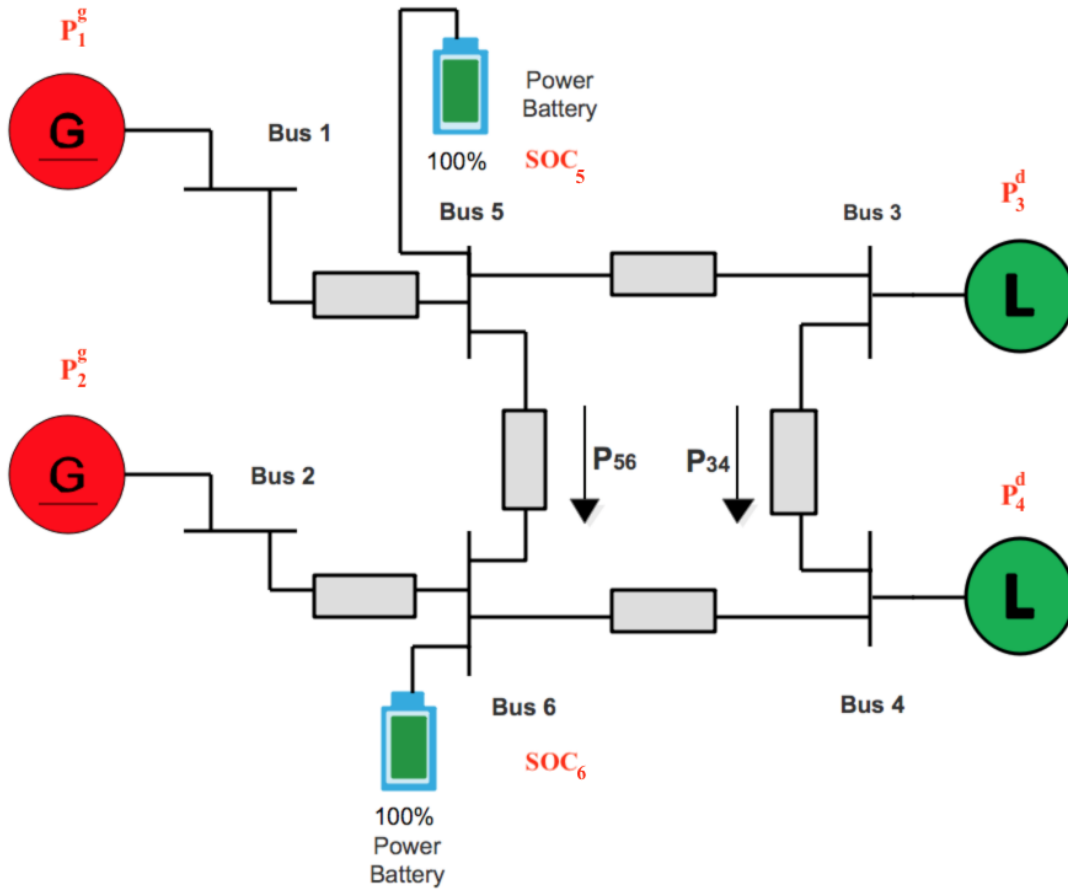 P₁ᵍ
G
Bus 1
Power
Battery
100%
SOC₅
Bus 5
Bus 3
P₃ᵈ
L
P₂ᵍ
G
Bus 2
P₅₆
P₃₄
P₄ᵈ
L
Bus 6
Bus 4
SOC₆
100%
Power
Battery